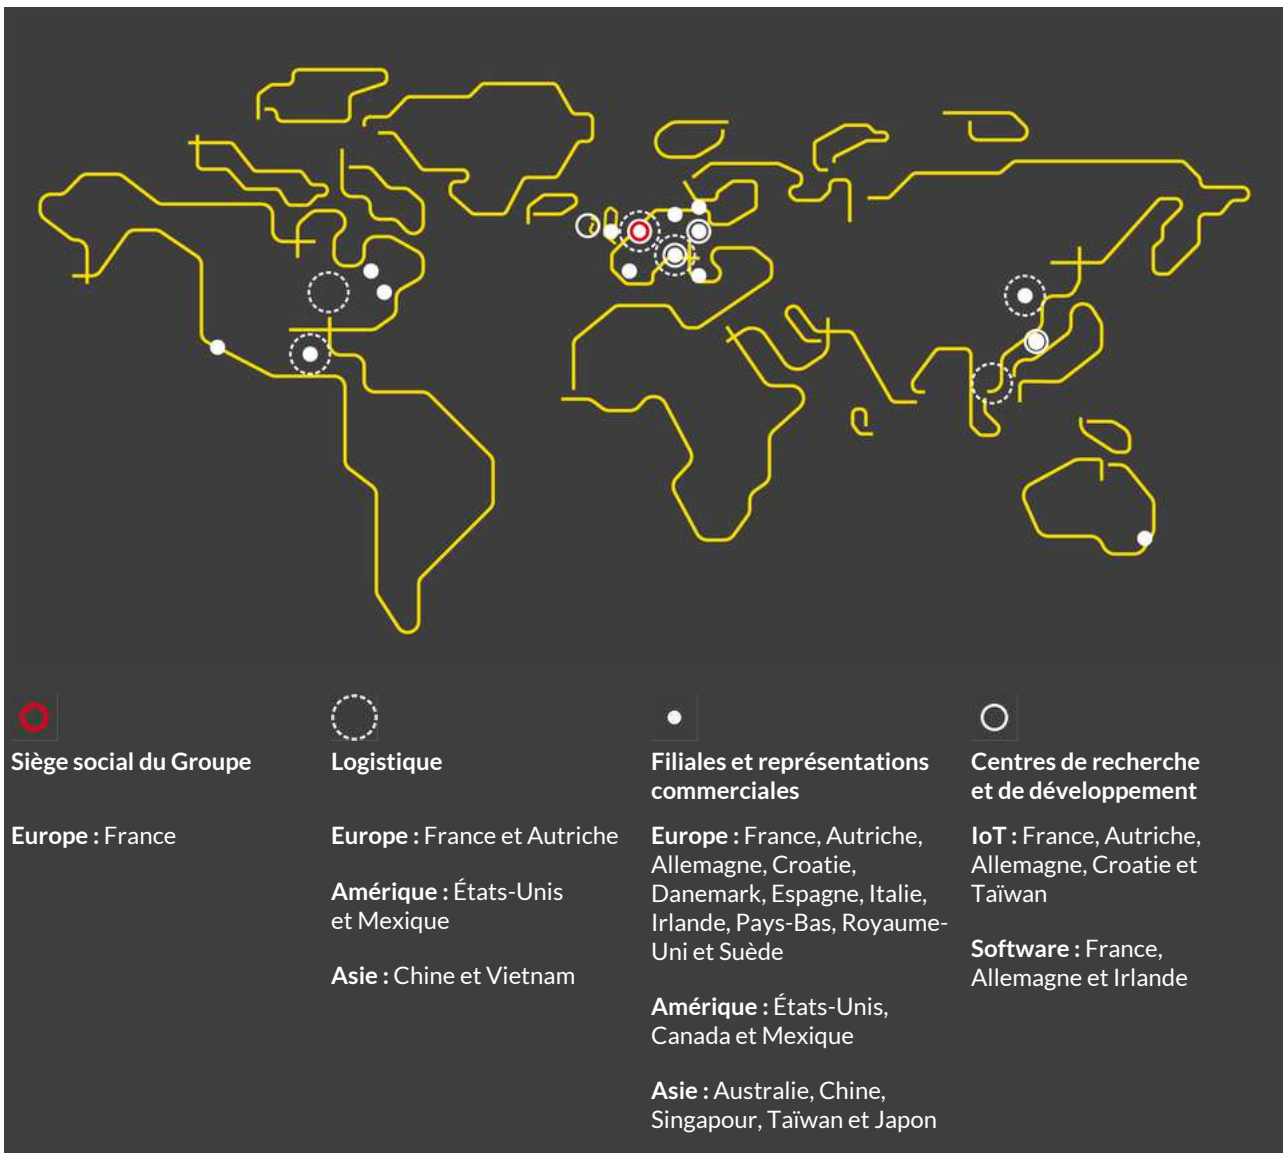 Siège social du Groupe
Europe : France
Logistique
Europe : France et Autriche
Amérique : États-Unis
et Mexique
Asie : Chine et Vietnam
Filiales et représentations
commerciales
Europe : France, Autriche,
Allemagne, Croatie,
Danemark, Espagne, Italie,
Irlande, Pays-Bas, Royaume-
Uni et Suède
Amérique : États-Unis,
Canada et Mexique
Asie : Australie, Chine,
Singapour, Taïwan et Japon
Centres de recherche
et de développement
IoT : France, Autriche,
Allemagne, Croatie et
Taïwan
Software : France,
Allemagne et Irlande